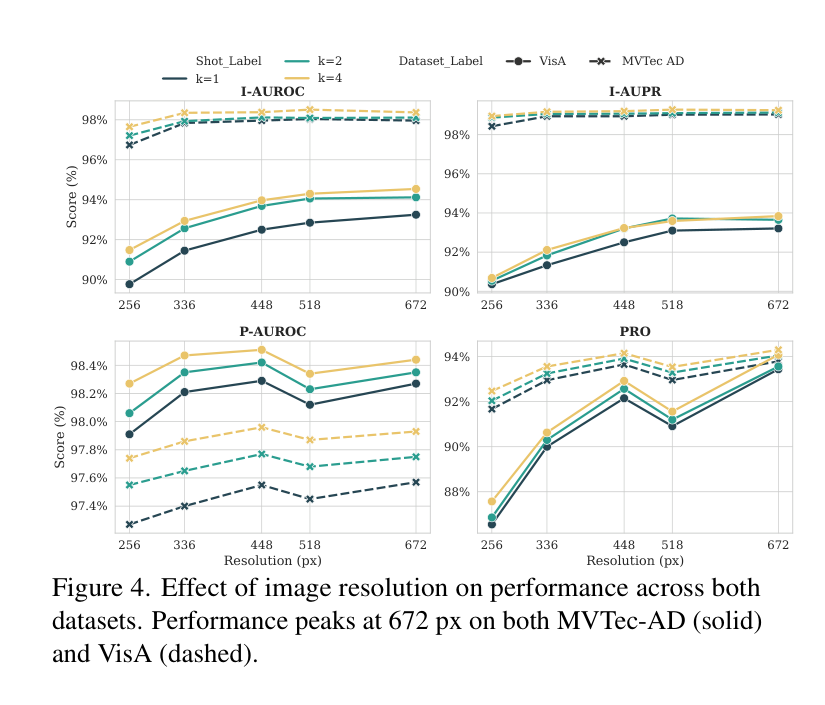 Shot_Label k=2 Dataset_Label VisA MVTec AD
k=1 k=4
I-AUROC I-AUPR
98%
96%
94%
92%
90%
Score (%)
256 336 448 518 672
98%
96%
94%
92%
90%
256 336 448 518 672
P-AUROC PRO
98.4%
98.2%
98.0%
97.8%
97.6%
97.4%
Score (%)
256 336 448 518 672
Resolution (px)
94%
92%
90%
88%
256 336 448 518 672
Resolution (px)
Figure 4. Effect of image resolution on performance across both
datasets. Performance peaks at 672 px on both MVTec-AD (solid)
and VisA (dashed).